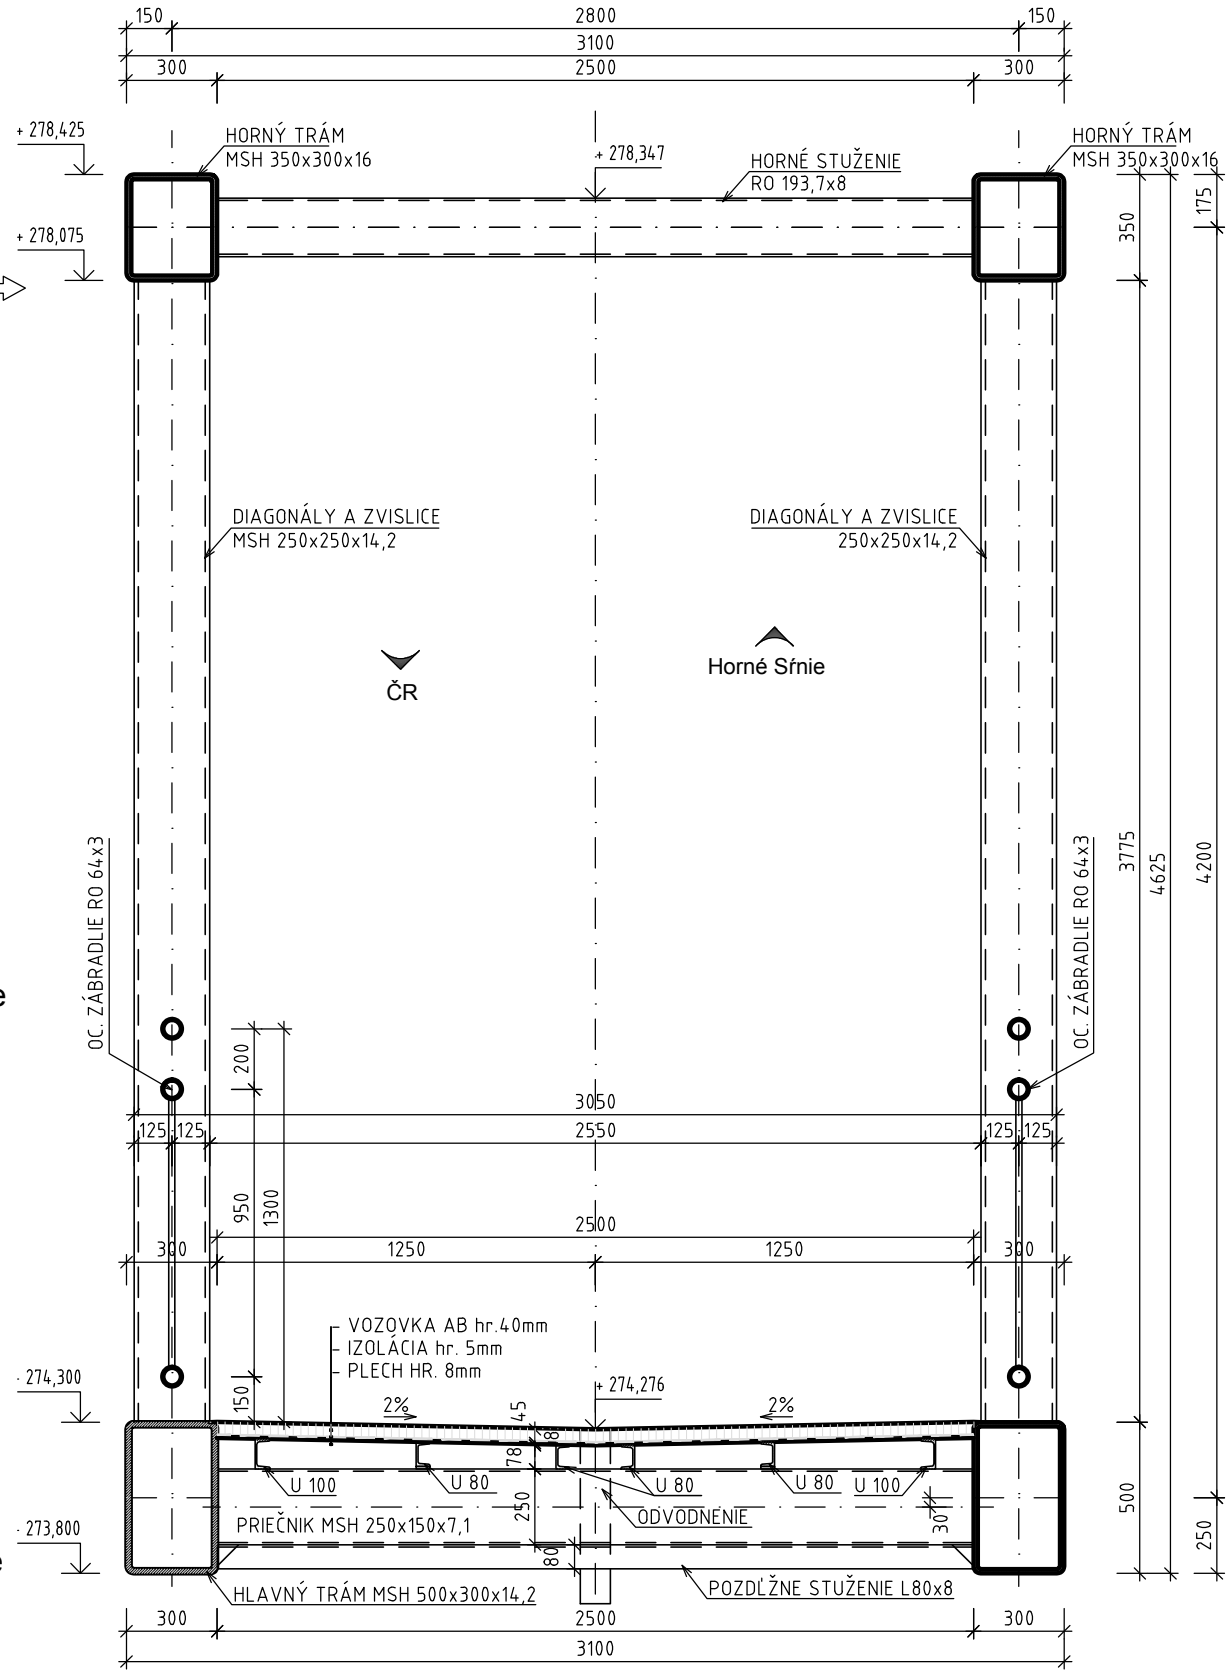 150 2800 150
3100
300 2500 300
+ 278,425
HORNÝ TRÁM
MSH 350x300x16
+ 278,347
HORNÉ STUŽENIE
RO 193,7x8
HORNÝ TRÁM
MSH 350x300x16
175
350
+ 278,075
DIAGONÁLY A ZVISLICE
MSH 250x250x14,2
DIAGONÁLY A ZVISLICE
250x250x14,2
ČR
Horné Sŕnie
OC. ZÁBRADLIE RO 64x3
OC. ZÁBRADLIE RO 64x3
3775
4625
4200
e
200
3050
125 125 2550 125 125
950
1300
2500
300 1250 1250 300
VOZOVKA AB hr.40mm
IZOLÁCIA hr. 5mm
PLECH HR. 8mm
274,300
+ 274,276
150
2%
45
2%
8
78
U 100
U 80
U 80
U 80
U 100
250
500
30
250
ODVODNENIE
PRIEČNIK MSH 250x150x7,1
273,800
80
e
HLAVNÝ TRÁM MSH 500x300x14,2
POZDĹŽNE STUŽENIE L80x8
300 2500 300
3100